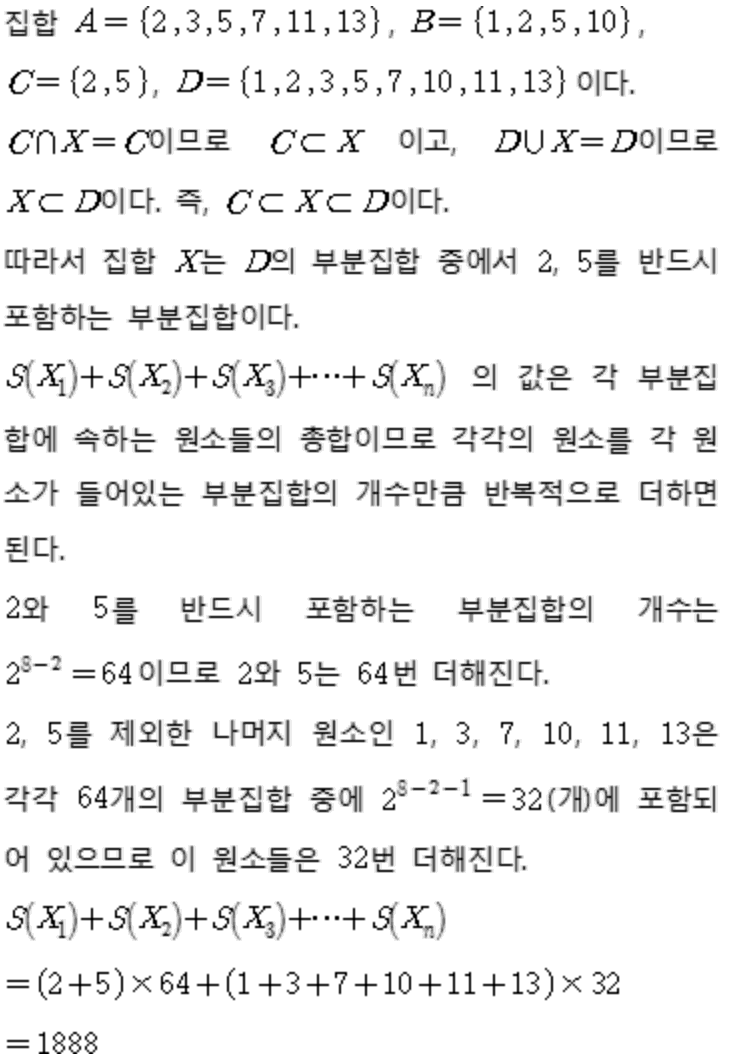 집합 A = {2,3,5,7,11,13}, B = {1,2,5,10},
C = {2,5}, D = {1,2,3,5,7,10,11,13} 이다.
C∩X = C이므로 C⊂X 이고, D∪X = D이므로
X⊂D이다. 즉, C⊂X⊂D이다.
따라서 집합 X는 D의 부분집합 중에서 2, 5를 반드시
포함하는 부분집합이다.
S(X₁)+S(X₂)+S(X₃)+⋯+S(Xₙ) 의 값은 각 부분집
합에 속하는 원소들의 총합이므로 각각의 원소를 각 원
소가 들어있는 부분집합의 개수만큼 반복적으로 더하면
된다.
2와 5를 반드시 포함하는 부분집합의 개수는
2⁸⁻² = 64이므로 2와 5는 64번 더해진다.
2, 5를 제외한 나머지 원소인 1, 3, 7, 10, 11, 13은
각각 64개의 부분집합 중에 2⁸⁻²⁻¹ = 32(개)에 포함되
어 있으므로 이 원소들은 32번 더해진다.
S(X₁)+S(X₂)+S(X₃)+⋯+S(Xₙ)
= (2+5)×64+(1+3+7+10+11+13)×32
= 1888